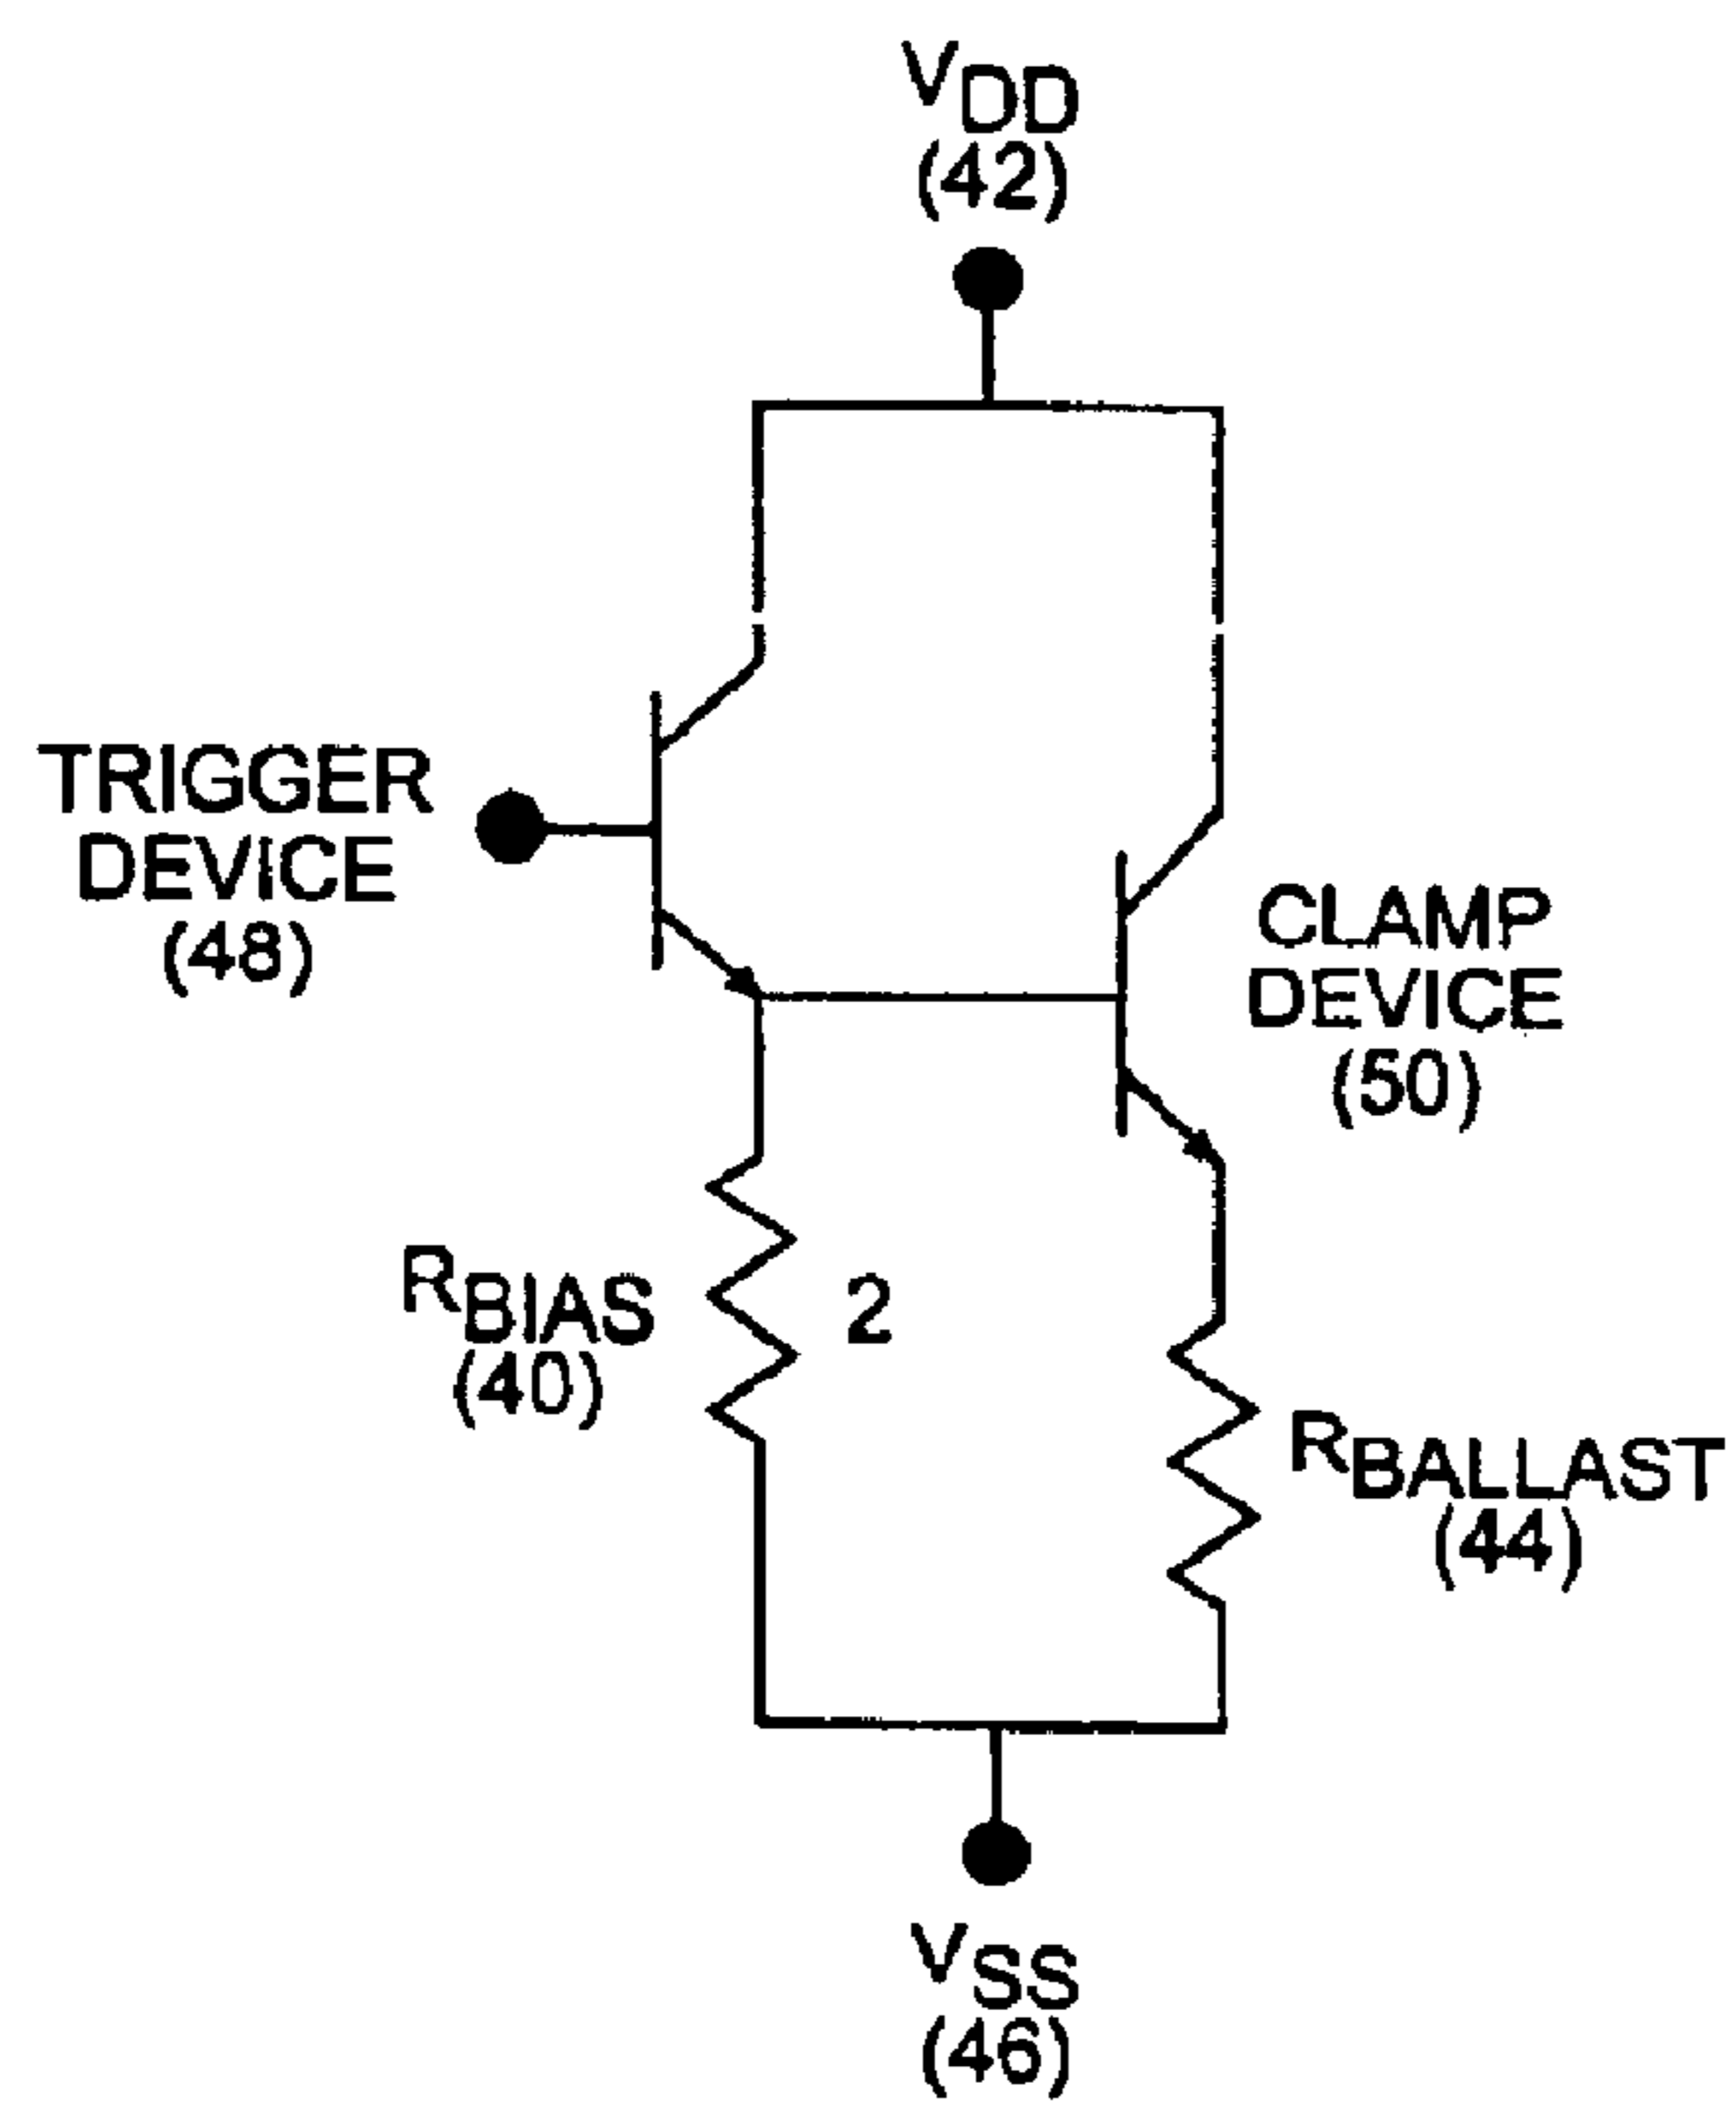 VDD
(42)
TRIGGER
DEVICE
(48)
CLAMP
DEVICE
(50)
RBIAS
(40)
2
RBALLAST
(44)
VSS
(46)